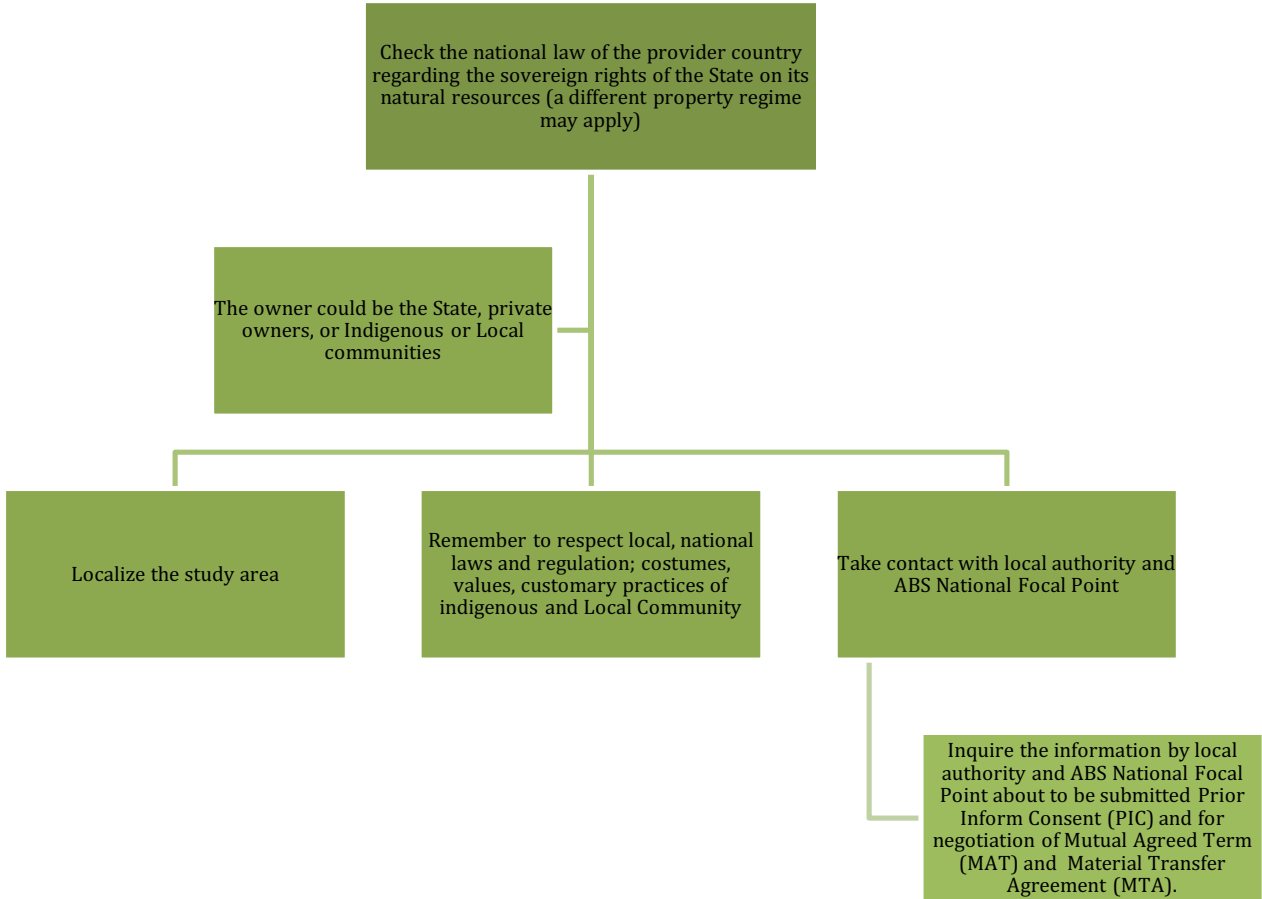 Check the national law of the provider country
regarding the sovereign rights of the State on its
natural resources (a different property regime
may apply)
The owner could be the State, private
owners, or Indigenous or Local
communities
Localize the study area
Remember to respect local, national
laws and regulation; costumes,
values, customary practices of
indigenous and Local Community
Take contact with local authority and
ABS National Focal Point
Inquire the information by local
authority and ABS National Focal
Point about to be submitted Prior
Inform Consent (PIC) and for
negotiation of Mutual Agreed Term
(MAT) and Material Transfer
Agreement (MTA).